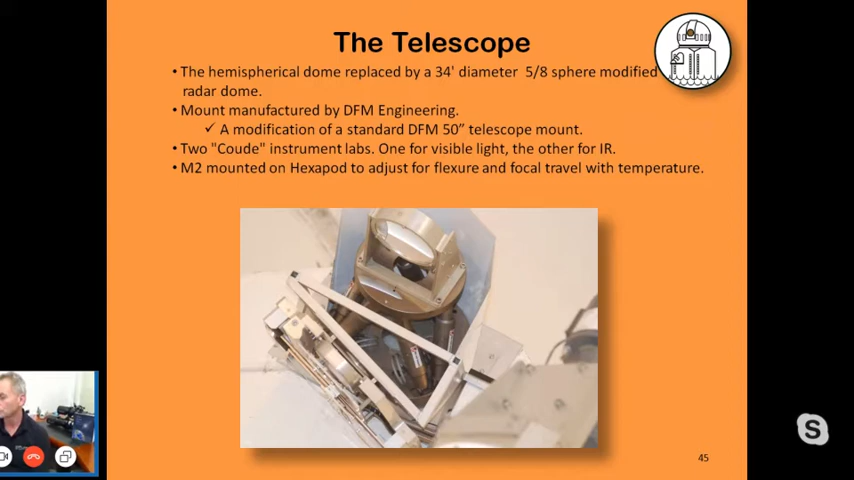 The Telescope
• The hemispherical dome replaced by a 34' diameter 5/8 sphere modified
radar dome.
• Mount manufactured by DFM Engineering.
✓ A modification of a standard DFM 50” telescope mount.
• Two "Coude" instrument labs. One for visible light, the other for IR.
• M2 mounted on Hexapod to adjust for flexure and focal travel with temperature.
45
S